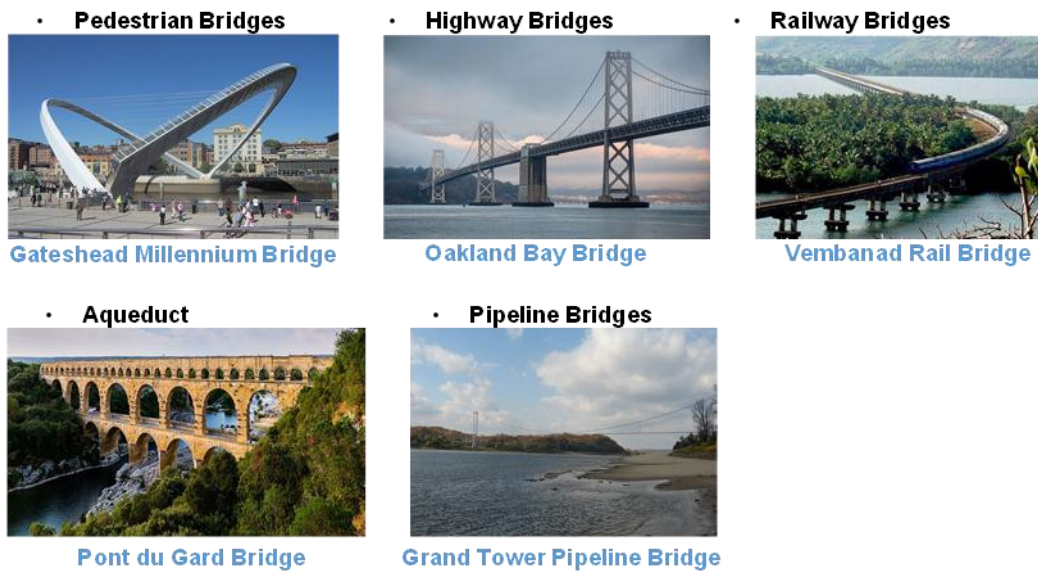 • Pedestrian Bridges
• Highway Bridges
• Railway Bridges
Gateshead Millennium Bridge
Oakland Bay Bridge
Vembanad Rail Bridge
• Aqueduct
• Pipeline Bridges
Pont du Gard Bridge
Grand Tower Pipeline Bridge